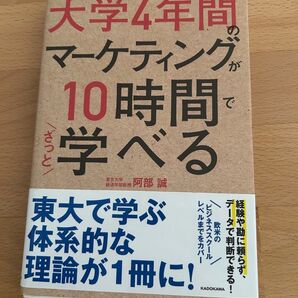 大学4年間の
マーケティングが
10時間で
ざっと
学べる
東京大学
経済学部教授 阿部 誠
東大で学ぶ
体系的な
理論が1冊に!
経験や勘に頼らず、
データで判断できる!
欧米の
ビジネススクール
レベルまでをカバー
KADOKAWA